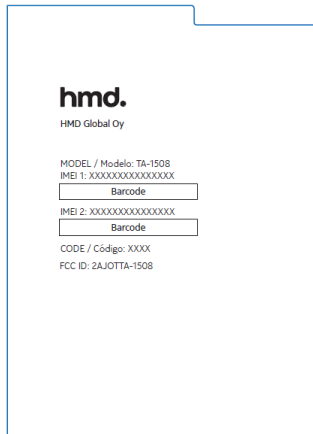 hmd.
HMD Global Oy
MODEL / Modelo: TA-1508
IMEI 1: XXXXXXXXXXXXXXX
Barcode
IMEI 2: XXXXXXXXXXXXXXX
Barcode
CODE / Código: XXXX
FCC ID: 2AJOTTA-1508